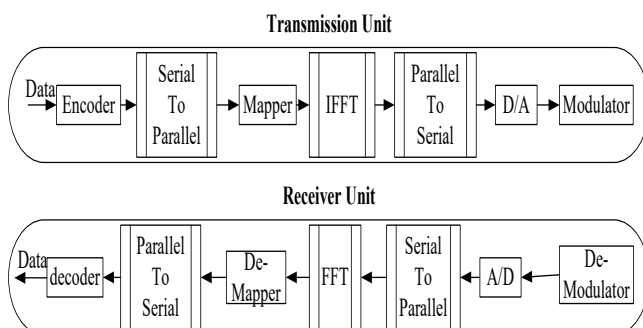 Transmission Unit
Data
Encoder
Serial
To
Parallel
Mapper
IFFT
Parallel
To
Serial
D/A
Modulator
Receiver Unit
Data
decoder
Parallel
To
Serial
De-
Mapper
FFT
Serial
To
Parallel
A/D
De-
Modulator